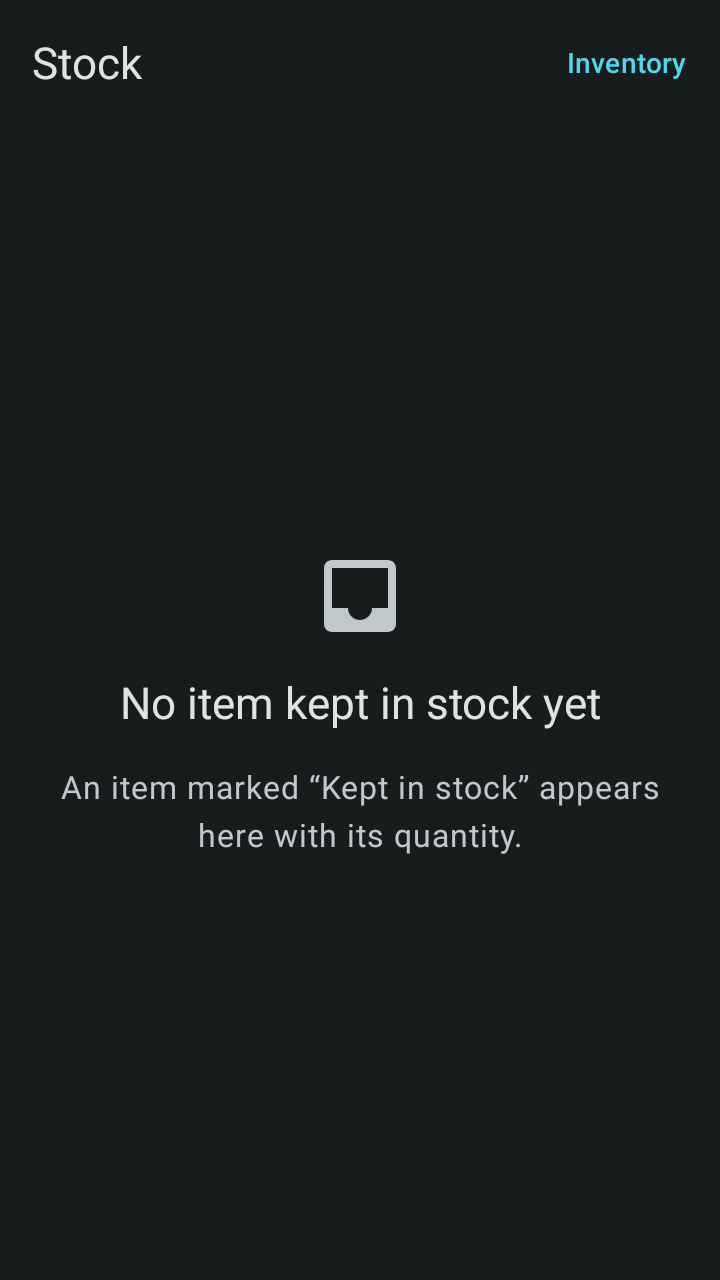 Stock
Inventory
No item kept in stock yet
An item marked “Kept in stock” appears
here with its quantity.